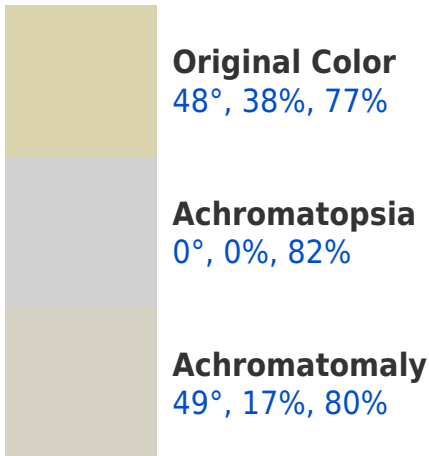 Original Color
48°, 38%, 77%
Achromatopsia
0°, 0%, 82%
Achromatomaly
49°, 17%, 80%